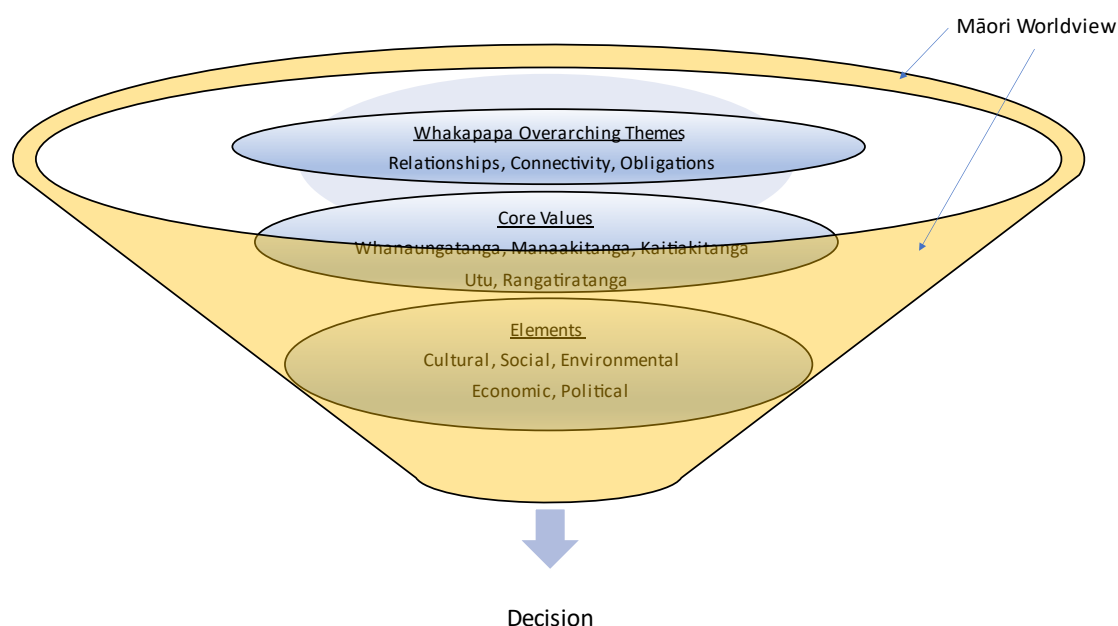 Māori Worldview
Whakapapa Overarching Themes
Relationships, Connectivity, Obligations
Core Values
Whanaungatanga, Manaakitanga, Kaitiakitanga
Utu, Rangatiratanga
Elements
Cultural, Social, Environmental
Economic, Political
Decision